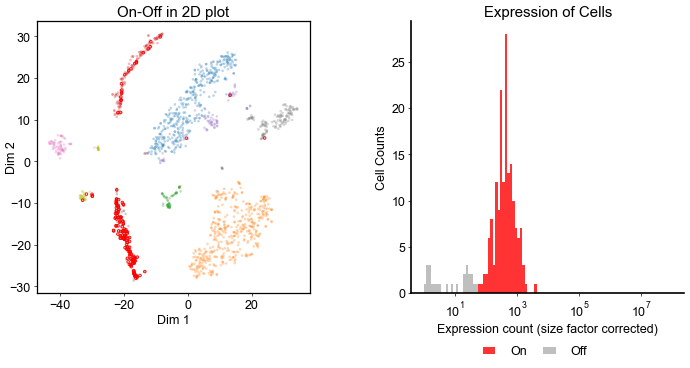 On-Off in 2D plot
30
20
10
0
−10
−20
−30
Dim 2
−40
−20
0
20
Dim 1
Expression of Cells
25
20
15
10
5
0
Cell Counts
10^1
10^3
10^5
10^7
Expression count (size factor corrected)
On
Off